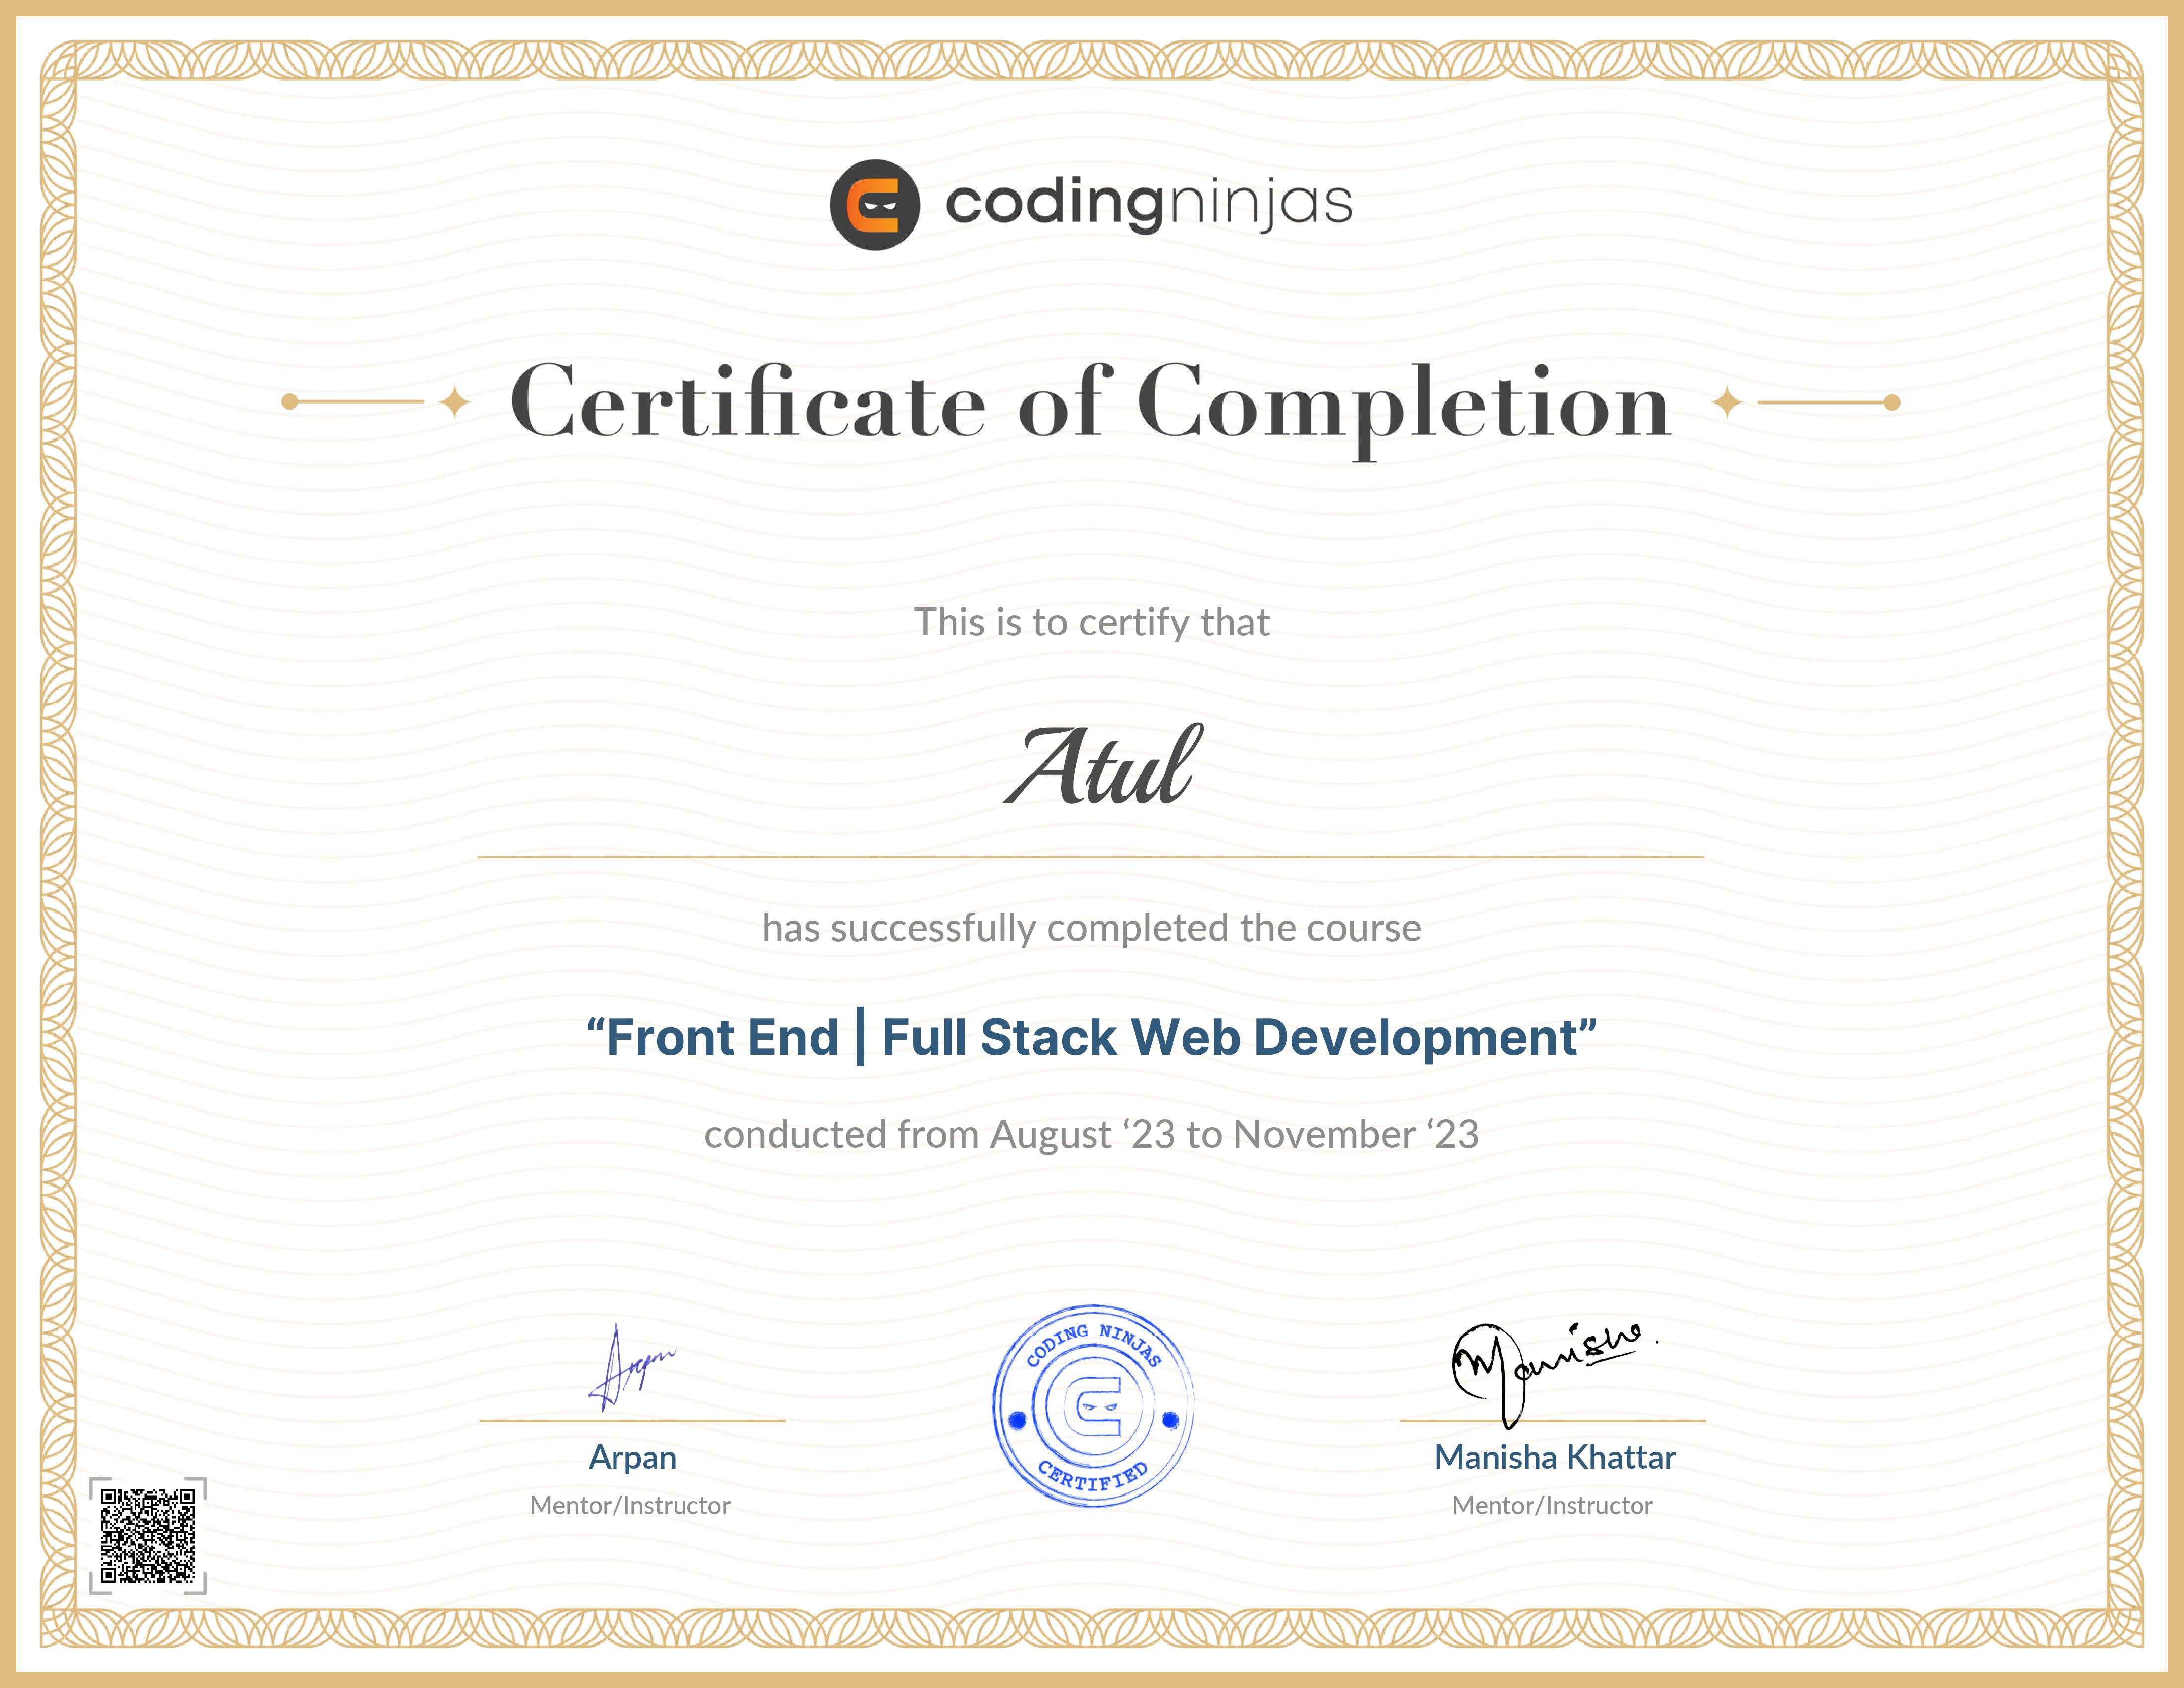 codingninjas
Certificate of Completion
This is to certify that
Atul
has successfully completed the course
“Front End | Full Stack Web Development”
conducted from August ‘23 to November ‘23
Arpan
CODING NINJAS
CERTIFIED
Manisha
Arpan
Manisha Khattar
Mentor/Instructor
Mentor/Instructor